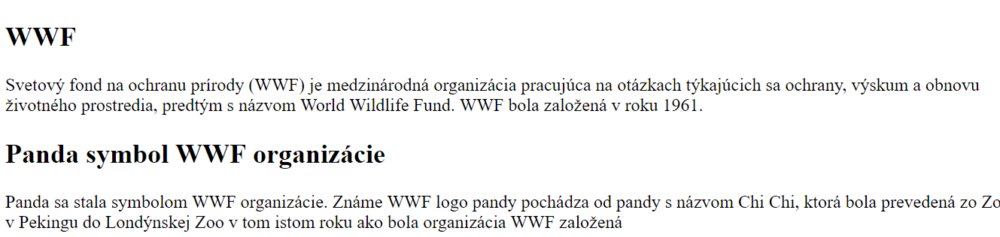 WWF
Svetový fond na ochranu prírody (WWF) je medzinárodná organizácia pracujúca na otázkach týkajúcich sa ochrany, výskum a obnovu
životného prostredia, predtým s názvom World Wildlife Fund. WWF bola založená v roku 1961.
Panda symbol WWF organizácie
Panda sa stala symbolom WWF organizácie. Známe WWF logo pandy pochádza od pandy s názvom Chi Chi, ktorá bola prevedená zo
v Pekingu do Londýnskej Zoo v tom istom roku ako bola organizácia WWF založená